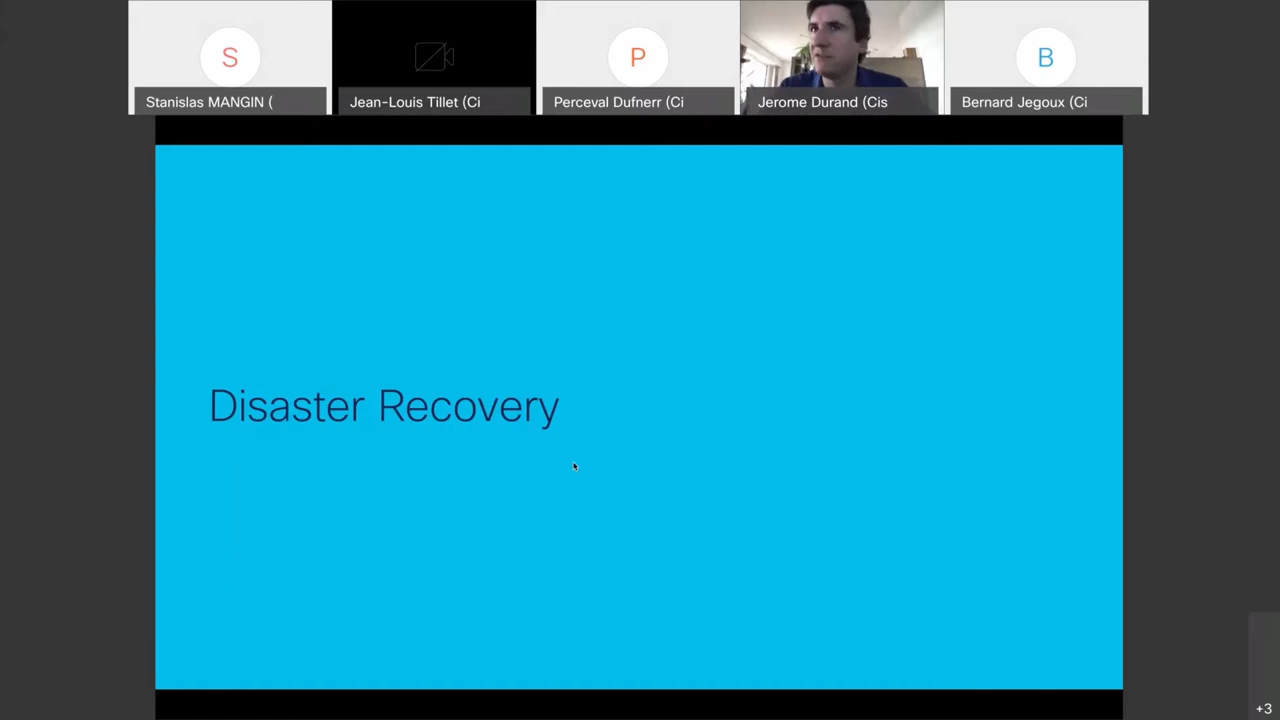 S
P
B
Stanislas MANGIN (
Jean-Louis Tillet (Ci
Perceval Dufnerr (Ci
Jerome Durand (Cis
Bernard Jegoux (Ci
Disaster Recovery
+3